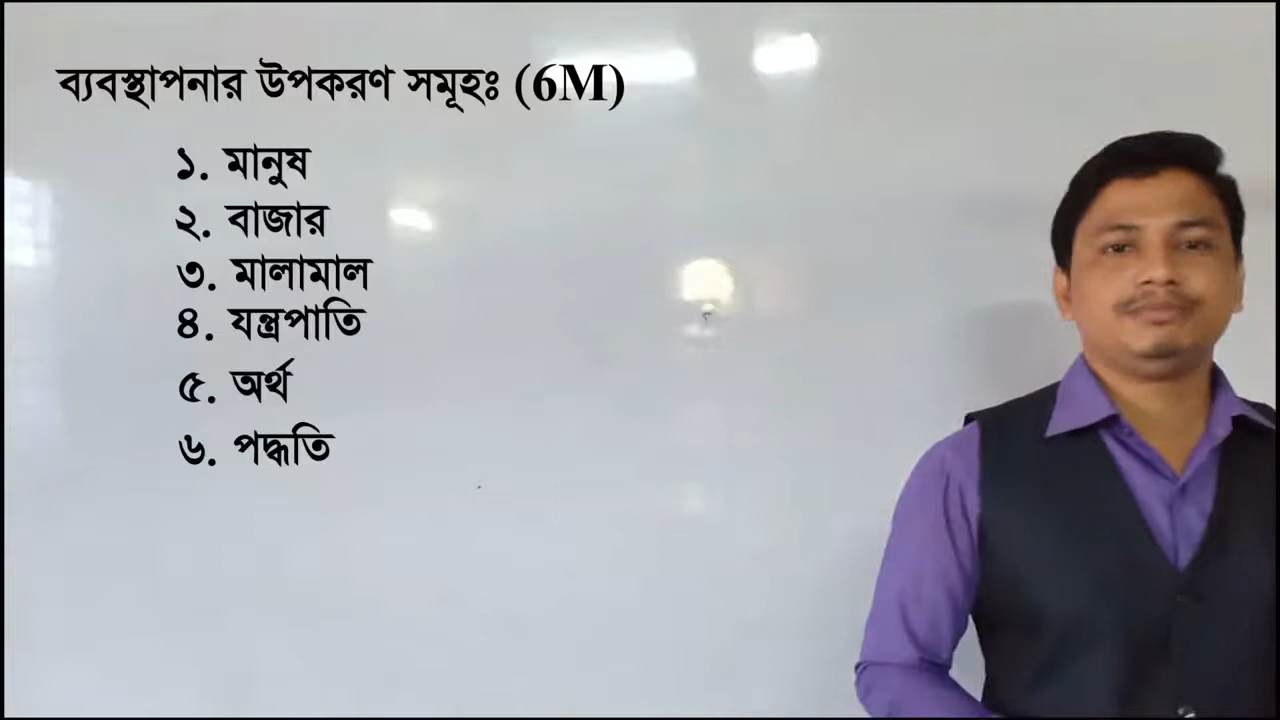 ব্যবস্থাপনার উপকরণ সমূহঃ (6M)
১. মানুষ
২. বাজার
৩. মালামাল
৪. যন্ত্রপাতি
৫. অর্থ
৬. পদ্ধতি